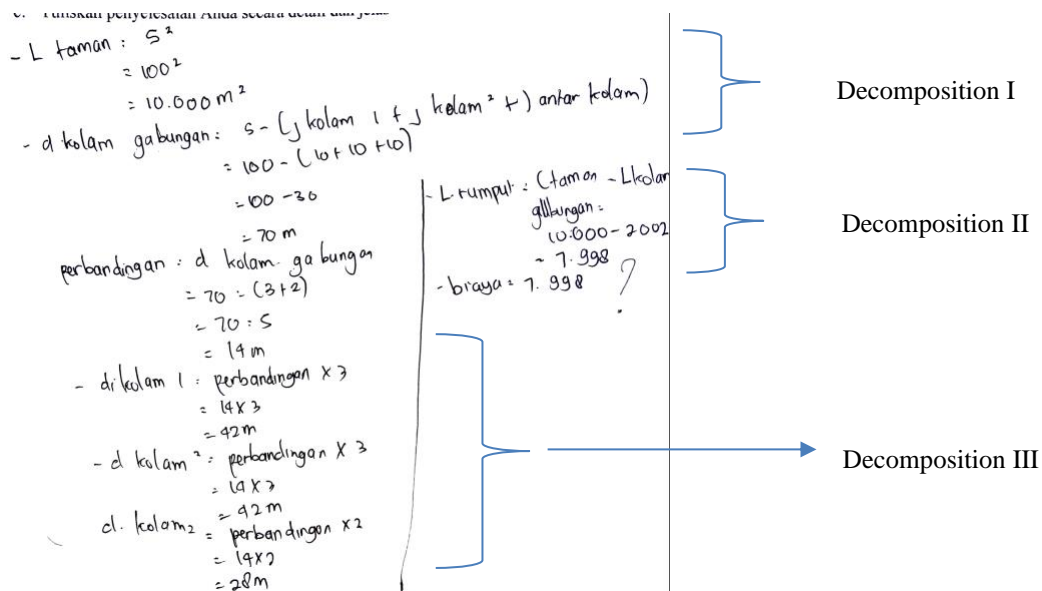 c. Tuliskan penyelesaian Anda secara detail dan jelas
- L taman : S²
= 100²
= 10.000 m²
- d kolam gabungan : s - (j kolam 1 + j kolam ² + j antar kolam)
= 100 - (10 + 10 + 10)
= 100 - 30
= 70 m
perbandingan : d kolam gabungan
= 70 : (3+2)
= 70 : 5
= 14 m
- di kolam 1 : perbandingan x 3
= 14 x 3
= 42 m
- d kolam ² : perbandingan x 3
= 14 x 3
= 42 m
d. kolam 2 = perbandingan x 2
= 14 x 2
= 28 m
- L. rumput : L taman - L kolam
gabungan =
10.000 - 2002
= 7.998
- biaya = 7.998 ?
Decomposition I
Decomposition II
Decomposition III